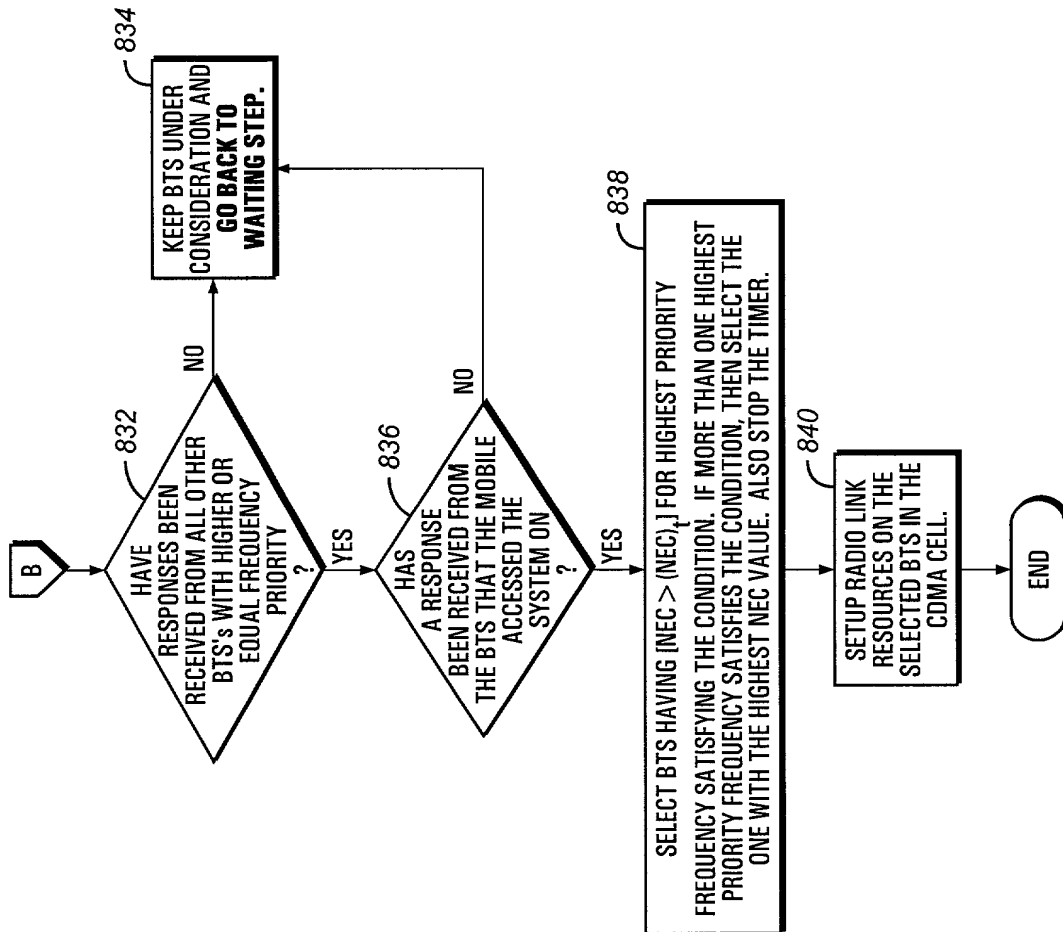 B
832
HAVE
RESPONSES BEEN
RECEIVED FROM ALL OTHER
BTS's WITH HIGHER OR
EQUAL FREQUENCY
PRIORITY
?
NO
YES
834
KEEP BTS UNDER
CONSIDERATION AND
GO BACK TO
WAITING STEP.
836
HAS
A RESPONSE
BEEN RECEIVED FROM
THE BTS THAT THE MOBILE
ACCESSED THE
SYSTEM ON
?
NO
YES
838
SELECT BTS HAVING [NEC > (NEC)t] FOR HIGHEST PRIORITY
FREQUENCY SATISFYING THE CONDITION. IF MORE THAN ONE HIGHEST
PRIORITY FREQUENCY SATISFIES THE CONDITION, THEN SELECT THE
ONE WITH THE HIGHEST NEC VALUE. ALSO STOP THE TIMER.
840
SETUP RADIO LINK
RESOURCES ON THE
SELECTED BTS IN THE
CDMA CELL.
END